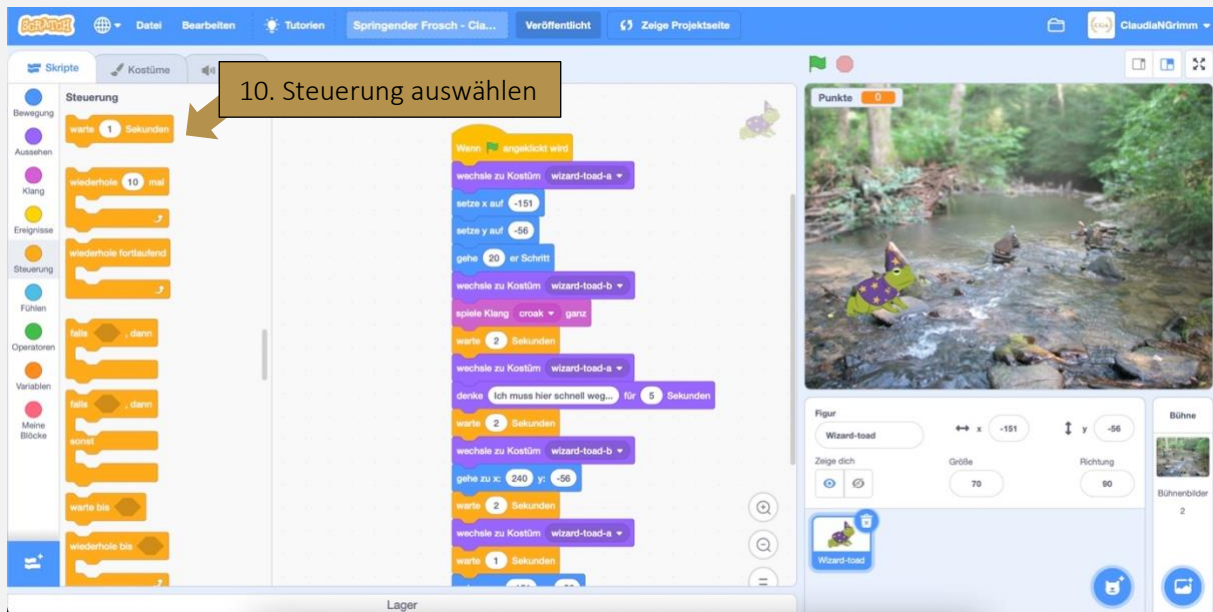 SCRATCH
Datei
Bearbeiten
Tutorien
Springender Frosch - Cla...
Veröffentlicht
Zeige Projektseite
ClaudiaNGrimm
Skripte
Kostüme
10. Steuerung auswählen
Bewegung
Aussehen
Klang
Ereignisse
Steuerung
Fühlen
Operatoren
Variablen
Meine
Blöcke
Steuerung
warte 1 Sekunden
wiederhole 10 mal
wiederhole fortlaufend
falls , dann
falls , dann
sonst
warte bis
wiederhole bis
Wenn angeklickt wird
wechsle zu Kostüm wizard-toad-a
setze x auf -151
setze y auf -56
gehe 20 er Schritt
wechsle zu Kostüm wizard-toad-b
spiele Klang croak ganz
warte 2 Sekunden
wechsle zu Kostüm wizard-toad-a
denke Ich muss hier schnell weg... für 5 Sekunden
warte 2 Sekunden
wechsle zu Kostüm wizard-toad-b
gehe zu x: 240 y: -56
warte 2 Sekunden
wechsle zu Kostüm wizard-toad-a
warte 1 Sekunden
Lager
Punkte 0
Figur
Wizard-toad
x -151
y -56
Zeige dich
Größe
70
Richtung
90
Wizard-toad
Bühne
Bühnenbilder
2